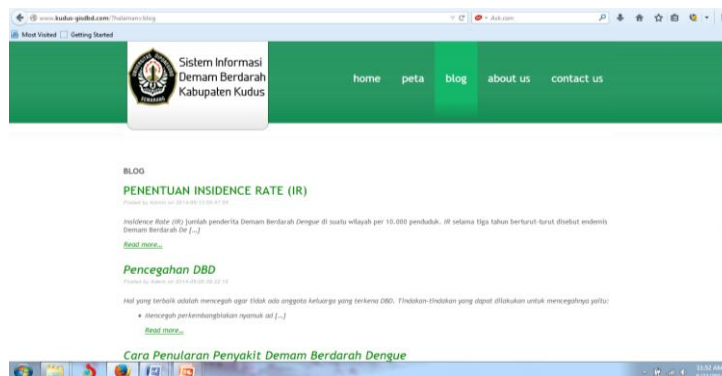 www.kudus-gisdbd.com/?halaman=blog
Ask.com
Most Visited
Getting Started
Sistem Informasi
Demam Berdarah
Kabupaten Kudus
home
peta
blog
about us
contact us
BLOG
PENENTUAN INSIDENCE RATE (IR)
Insidence Rate (IR) jumlah penderita Demam Berdarah Dengue di suatu wilayah per 10.000 penduduk. IR selama tiga tahun berturut-turut disebut endemis
Demam Berdarah De [...]
Read more...
Pencegahan DBD
Hal yang terbaik adalah mencegah agar tidak ada anggota keluarga yang terkena DBD. Tindakan-tindakan yang dapat dilakukan untuk mencegahnya yaitu:
• Mencegah perkembangbiakan nyamuk ad [...]
Read more...
Cara Penularan Penyakit Demam Berdarah Dengue